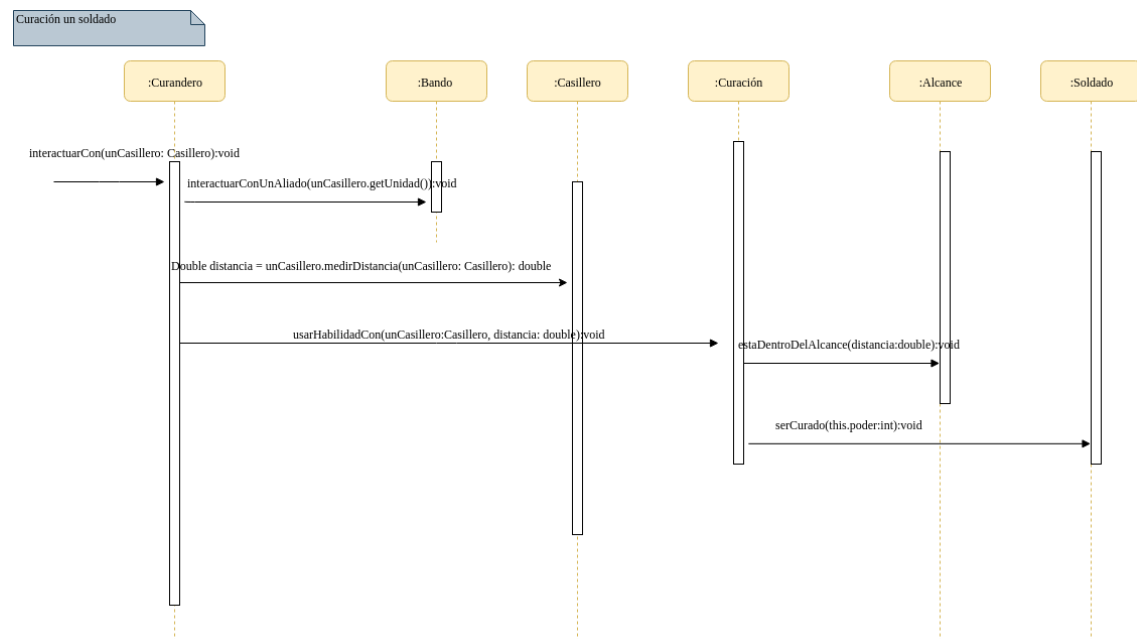 Curación un soldado
:Curandero
:Bando
:Casillero
:Curación
:Alcance
:Soldado
interactuarCon(unCasillero: Casillero):void
interactuarConUnAliado(unCasillero.getUnidad()):void
Double distancia = unCasillero.medirDistancia(unCasillero: Casillero): double
usarHabilidadCon(unCasillero:Casillero, distancia: double):void
estaDentroDelAlcance(distancia:double):void
serCurado(this.poder:int):void